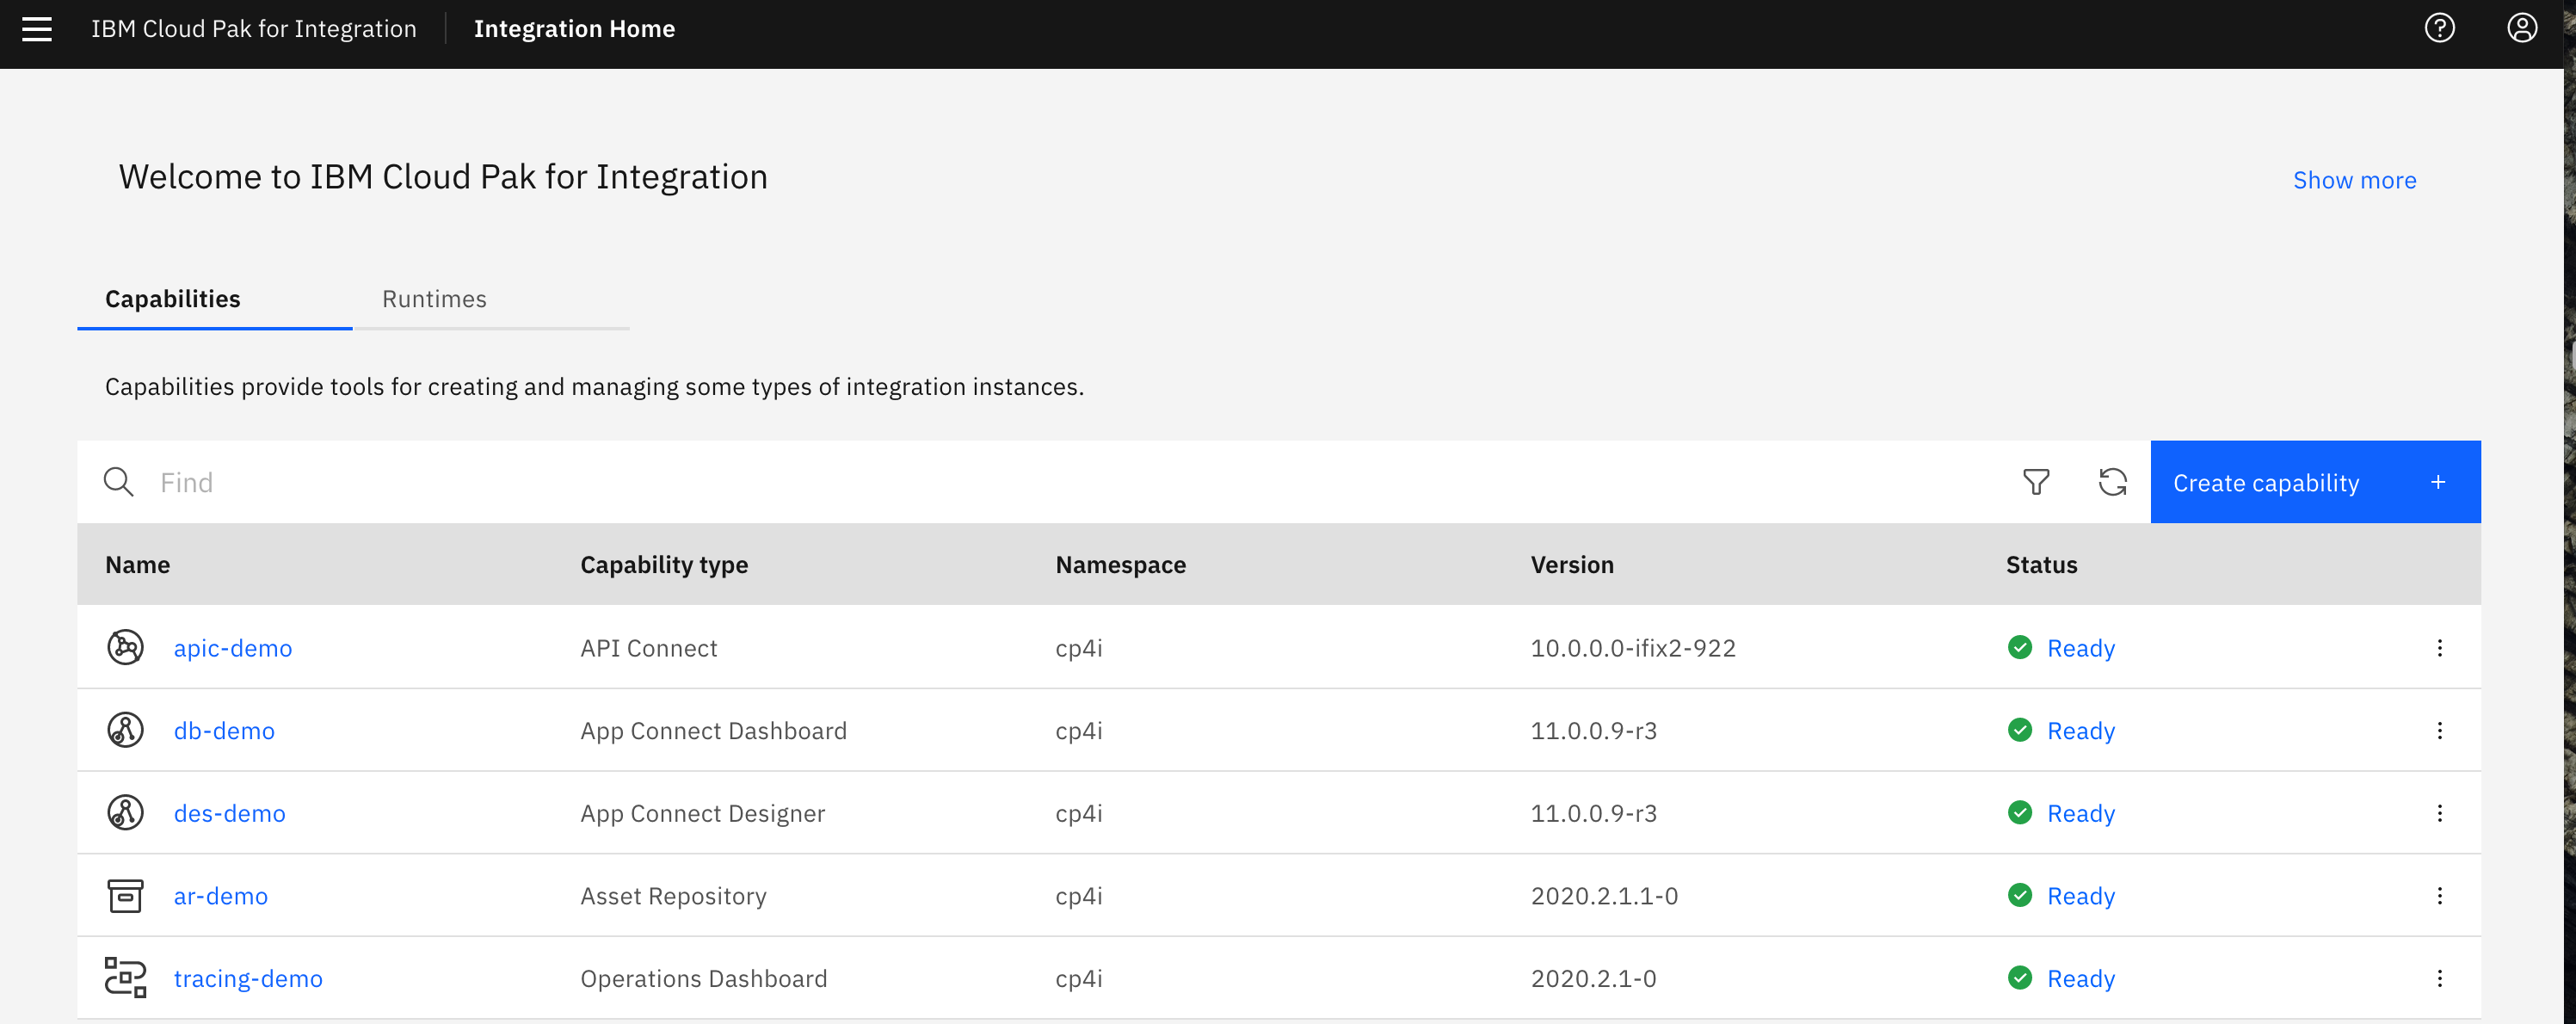 IBM Cloud Pak for Integration Integration Home
Welcome to IBM Cloud Pak for Integration Show more
Capabilities Runtimes
Capabilities provide tools for creating and managing some types of integration instances.
Find Create capability +
Name Capability type Namespace Version Status
apic-demo API Connect cp4i 10.0.0.0-ifix2-922 Ready
db-demo App Connect Dashboard cp4i 11.0.0.9-r3 Ready
des-demo App Connect Designer cp4i 11.0.0.9-r3 Ready
ar-demo Asset Repository cp4i 2020.2.1.1-0 Ready
tracing-demo Operations Dashboard cp4i 2020.2.1-0 Ready